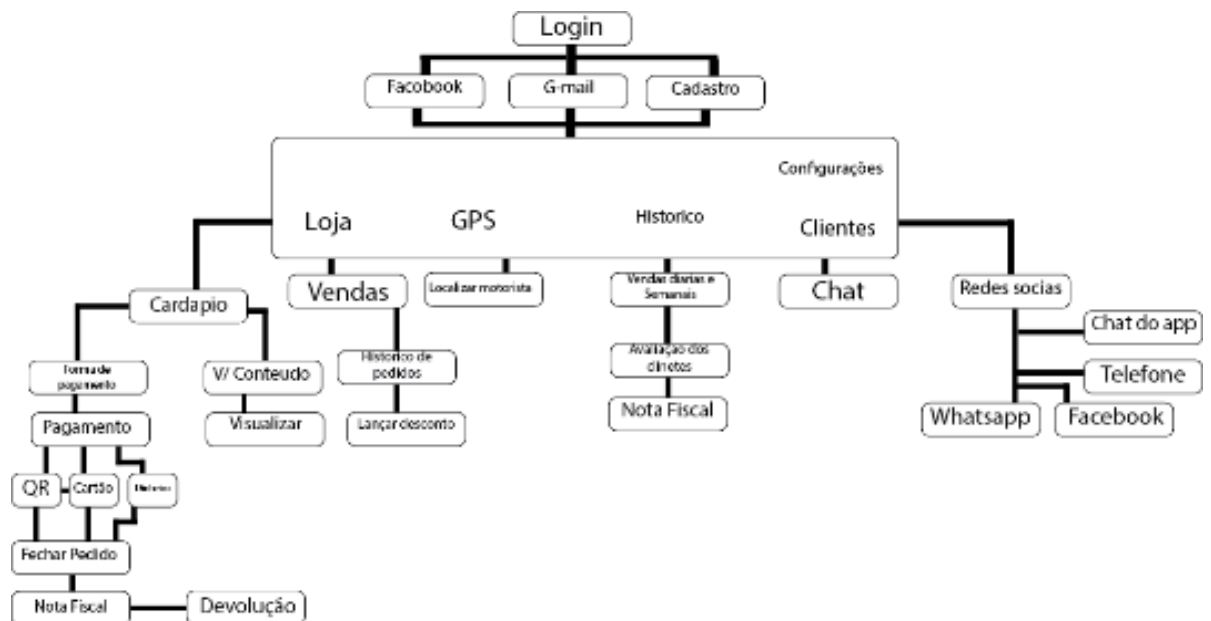 Login
Facobook
G-mail
Cadastro
Configurações
Loja
GPS
Historico
Clientes
Cardapio
Vendas
Localizar motorista
Vendas diarias e
Semanais
Chat
Redes socias
Chat do app
Forma de
pagamento
V/ Conteudo
Historico de
pedidos
Avaliação dos
clinetes
Telefone
Pagamento
Visualizar
Lançar desconto
Nota Fiscal
Whatsapp
Facebook
QR
Cartão
Fechar Pedido
Nota Fiscal
Devolução